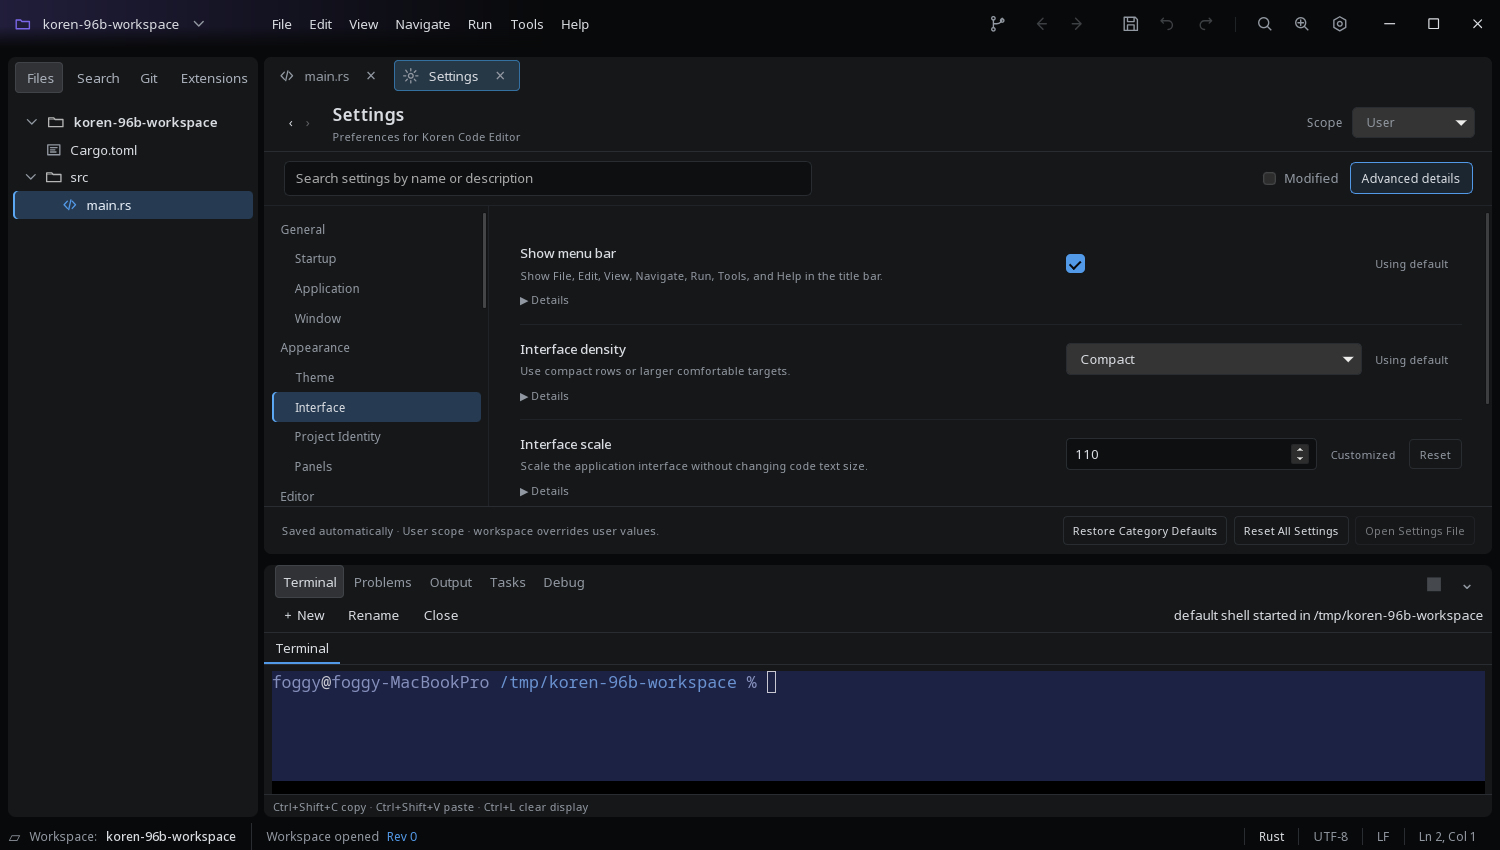 koren-96b-workspace File Edit View Navigate Run Tools Help
Files Search Git Extensions
koren-96b-workspace
Cargo.toml
src
main.rs
main.rs Settings
Settings
Preferences for Koren Code Editor
Scope User
Search settings by name or description
Modified Advanced details
General
Startup
Application
Window
Appearance
Theme
Interface
Project Identity
Panels
Editor
Show menu bar
Show File, Edit, View, Navigate, Run, Tools, and Help in the title bar.
Using default
▶ Details
Interface density
Use compact rows or larger comfortable targets.
Compact Using default
▶ Details
Interface scale
Scale the application interface without changing code text size.
110 Customized Reset
▶ Details
Saved automatically · User scope · workspace overrides user values.
Restore Category Defaults Reset All Settings Open Settings File
Terminal Problems Output Tasks Debug
+ New Rename Close default shell started in /tmp/koren-96b-workspace
Terminal
foggy@foggy-MacBookPro /tmp/koren-96b-workspace %
Ctrl+Shift+C copy · Ctrl+Shift+V paste · Ctrl+L clear display
Workspace: koren-96b-workspace Workspace opened Rev 0 Rust UTF-8 LF Ln 2, Col 1